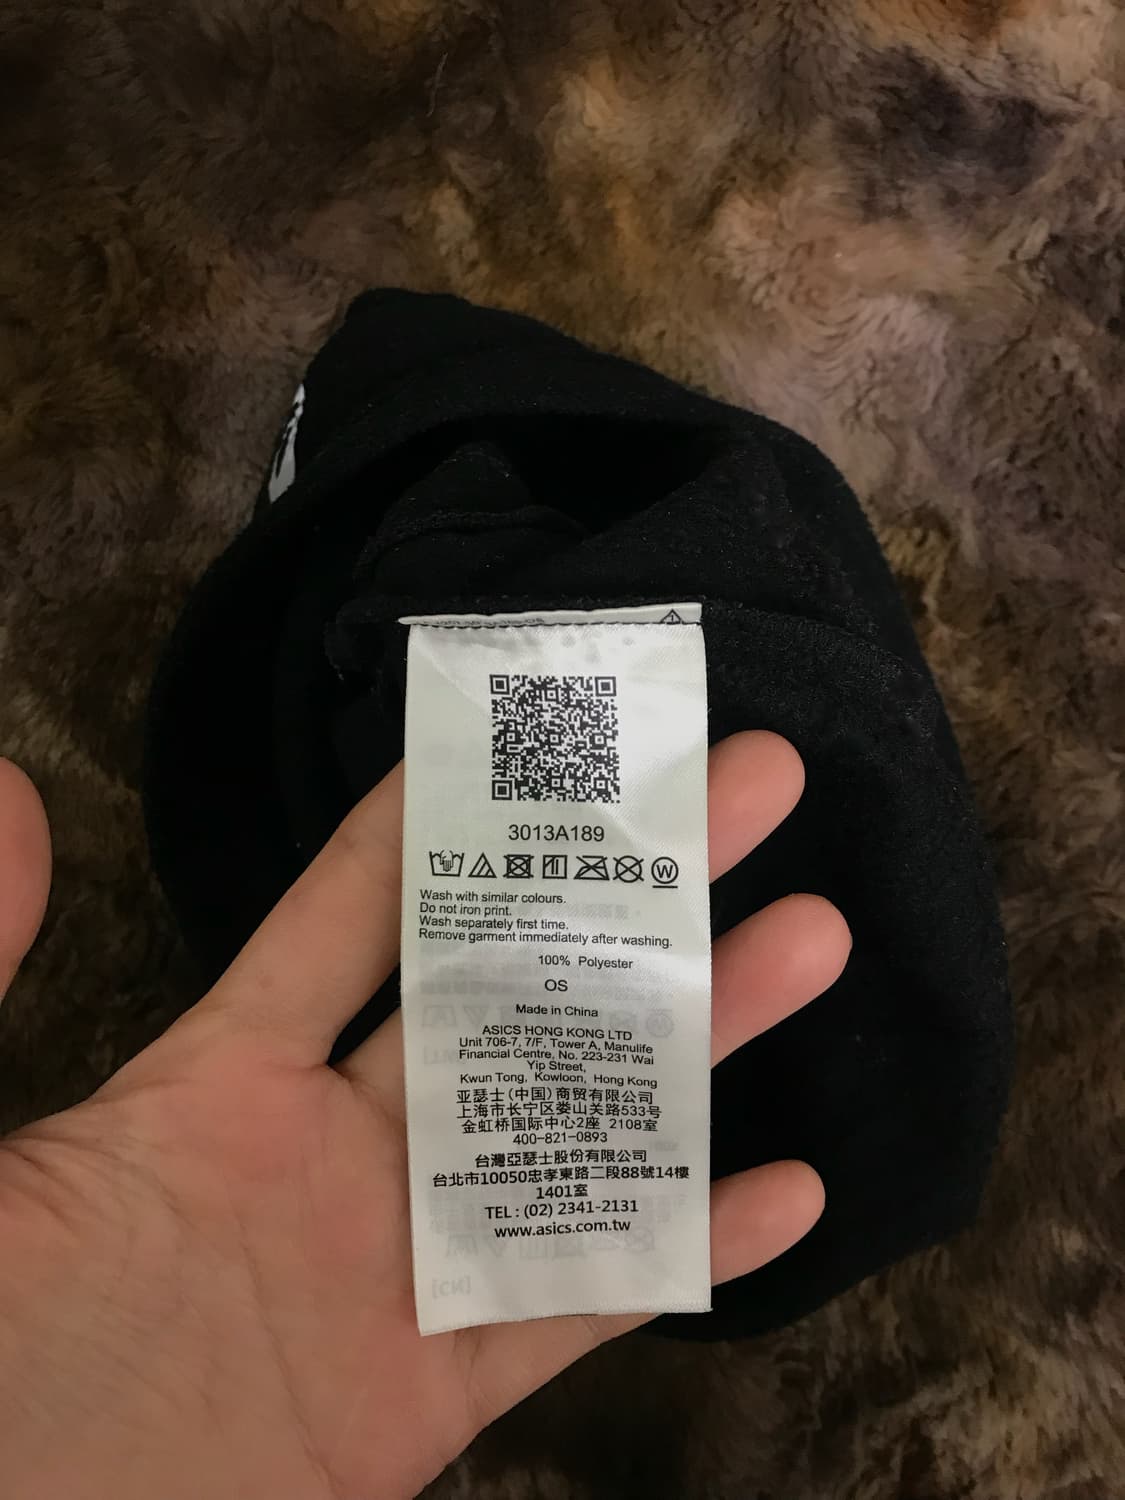 3013A189
W
Wash with similar colours.
Do not iron print.
Wash separately first time.
Remove garment immediately after washing.
100% Polyester
OS
Made in China
ASICS HONG KONG LTD
Unit 706-7, 7/F, Tower A, Manulife
Financial Centre, No. 223-231 Wai
Yip Street,
Kwun Tong, Kowloon, Hong Kong
亚瑟士(中国)商贸有限公司
上海市长宁区娄山关路533号
金虹桥国际中心2座 2108室
400-821-0893
台灣亞瑟士股份有限公司
台北市10050忠孝東路二段88號14樓
1401室
TEL : (02) 2341-2131
www.asics.com.tw